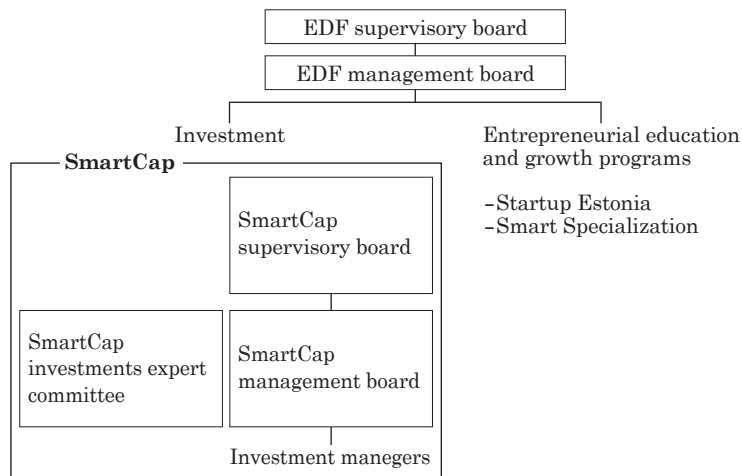 EDF supervisory board
EDF management board
Investment
Entrepreneurial education
and growth programs
-Startup Estonia
-Smart Specialization
SmartCap
SmartCap
supervisory board
SmartCap
investments expert
committee
SmartCap
management board
Investment manegers